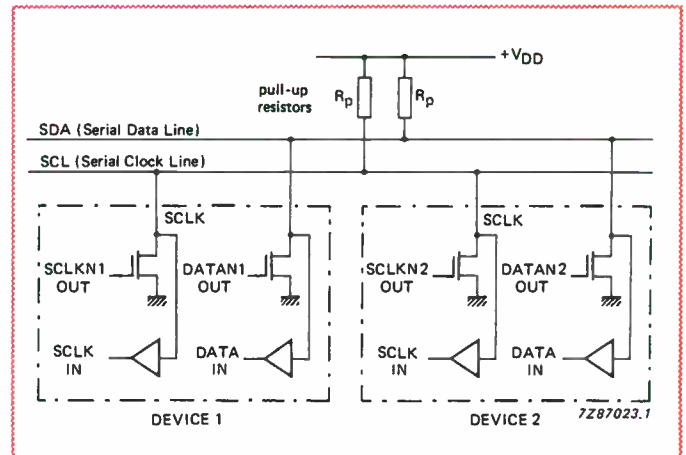 +VDD
pull-up
resistors
Rp
Rp
SDA (Serial Data Line)
SCL (Serial Clock Line)
SCLK
SCLKN1
OUT
DATAN1
OUT
SCLK
IN
DATA
IN
DEVICE 1
SCLK
SCLKN2
OUT
DATAN2
OUT
SCLK
IN
DATA
IN
DEVICE 2
7Z87023.1